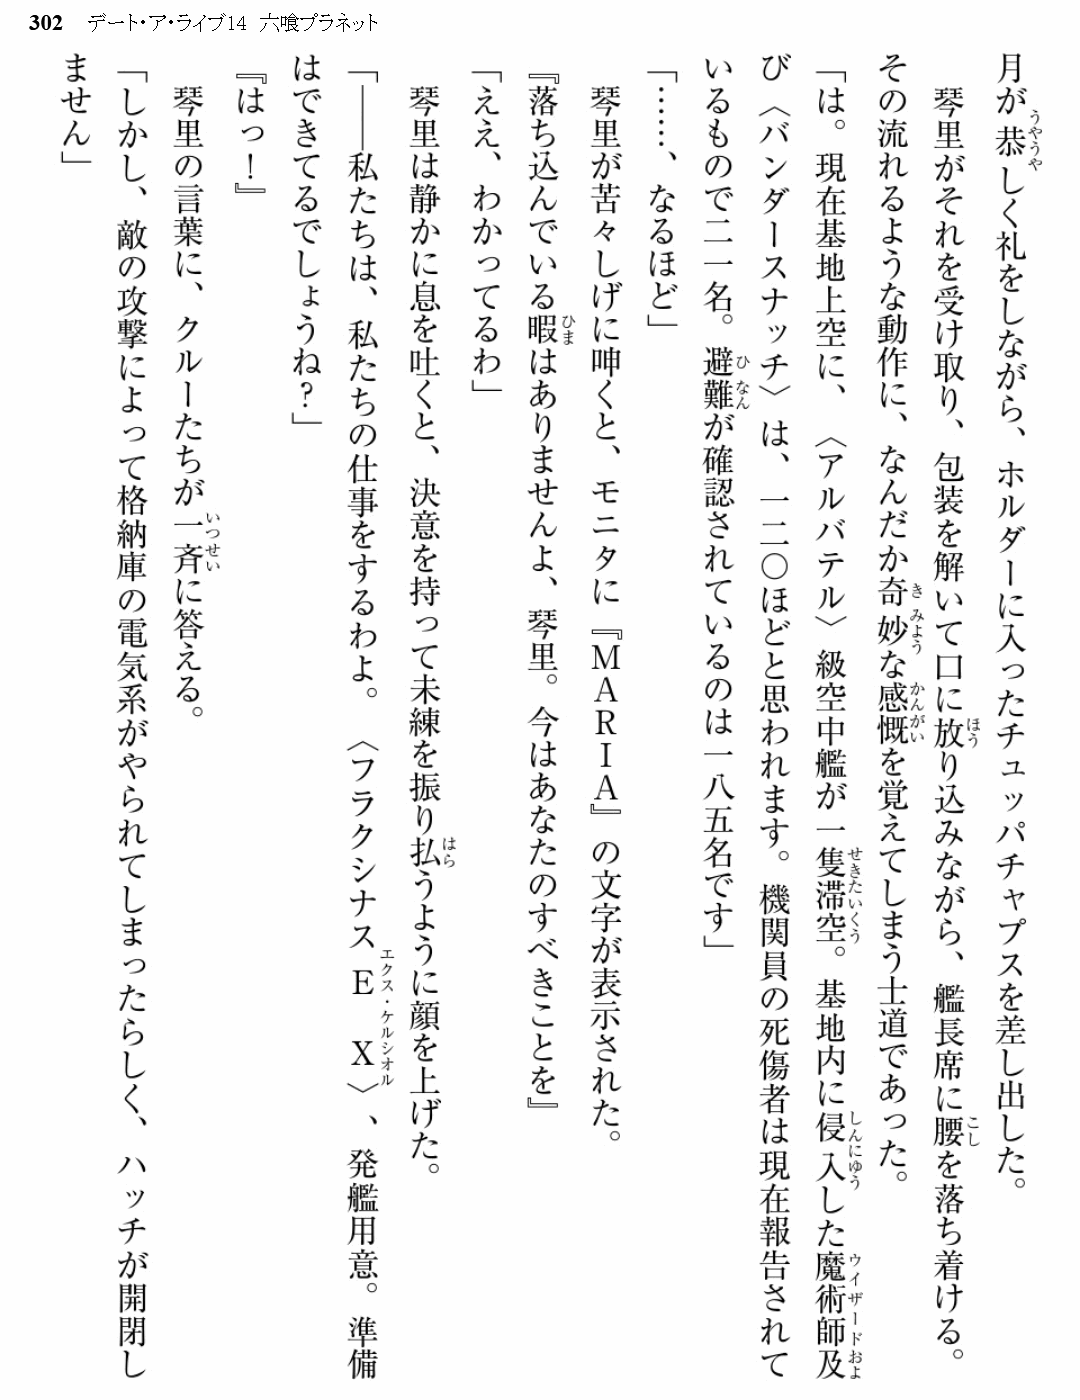 302 デート・ア・ライブ14 六喰プラネット
月が恭しく礼をしながら、ホルダーに入ったチュッパチャプスを差し出した。
　琴里がそれを受け取り、包装を解いて口に放り込みながら、艦長席に腰を落ち着ける。
その流れるような動作に、なんだか奇妙な感慨を覚えてしまう士道であった。
「は。現在基地上空に、〈アルバテル〉級空中艦が一隻滞空。基地内に侵入した魔術師及
び〈バンダースナッチ〉は、一二〇ほどと思われます。機関員の死傷者は現在報告されて
いるもので二一名。避難が確認されているのは一八五名です」
「……、なるほど」
　琴里が苦々しげに呻くと、モニタに『ＭＡＲＩＡ』の文字が表示された。
『落ち込んでいる暇はありませんよ、琴里。今はあなたのすべきことを』
「ええ、わかってるわ」
　琴里は静かに息を吐くと、決意を持って未練を振り払うように顔を上げた。
「――私たちは、私たちの仕事をするわよ。〈フラクシナスＥＸ〉、発艦用意。準備
はできてるでしょうね？」
『はっ！』
　琴里の言葉に、クルーたちが一斉に答える。
「しかし、敵の攻撃によって格納庫の電気系がやられてしまったらしく、ハッチが開閉し
ません」